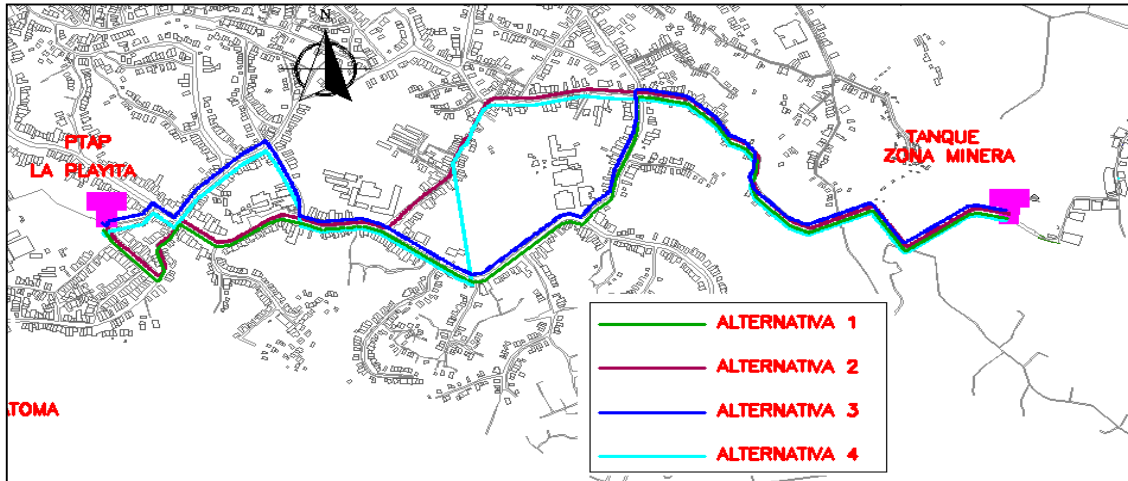 N
PTAP
LA PLAYITA
TANQUE
ZONA MINERA
ALTERNATIVA 1
ALTERNATIVA 2
ALTERNATIVA 3
ALTERNATIVA 4
ATOMA